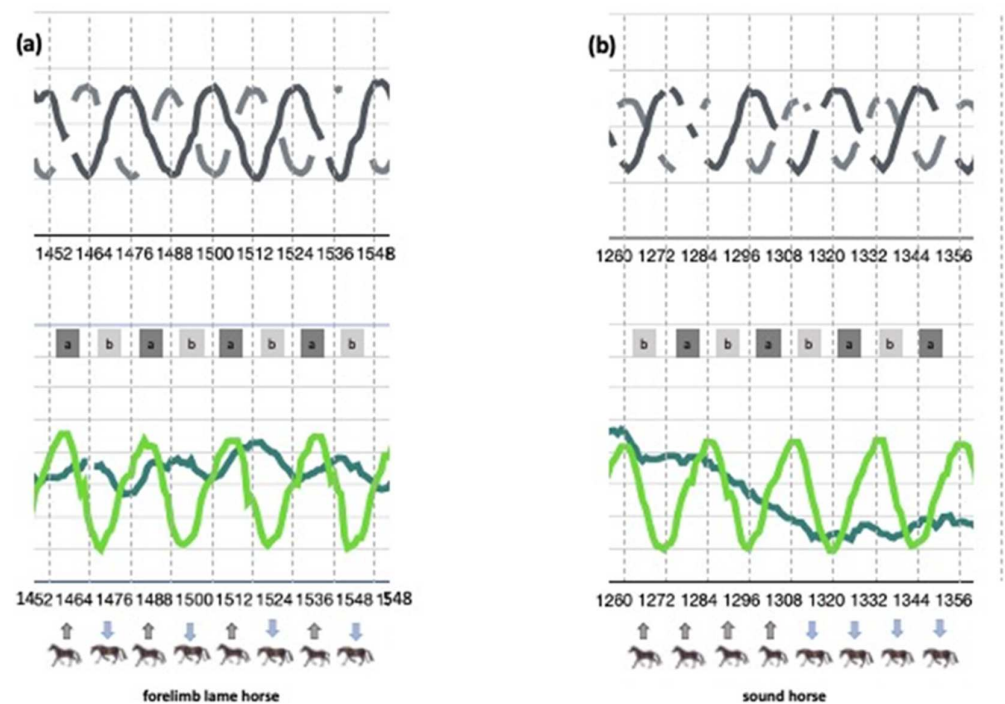 (a)
(b)
1452 1464 1476 1488 1500 1512 1524 1536 1548
1260 1272 1284 1296 1308 1320 1332 1344 1356
a b a b a b a b
b a b a b a b a
1452 1464 1476 1488 1500 1512 1524 1536 1548 1548
1260 1272 1284 1296 1308 1320 1332 1344 1356
forelimb lame horse
sound horse